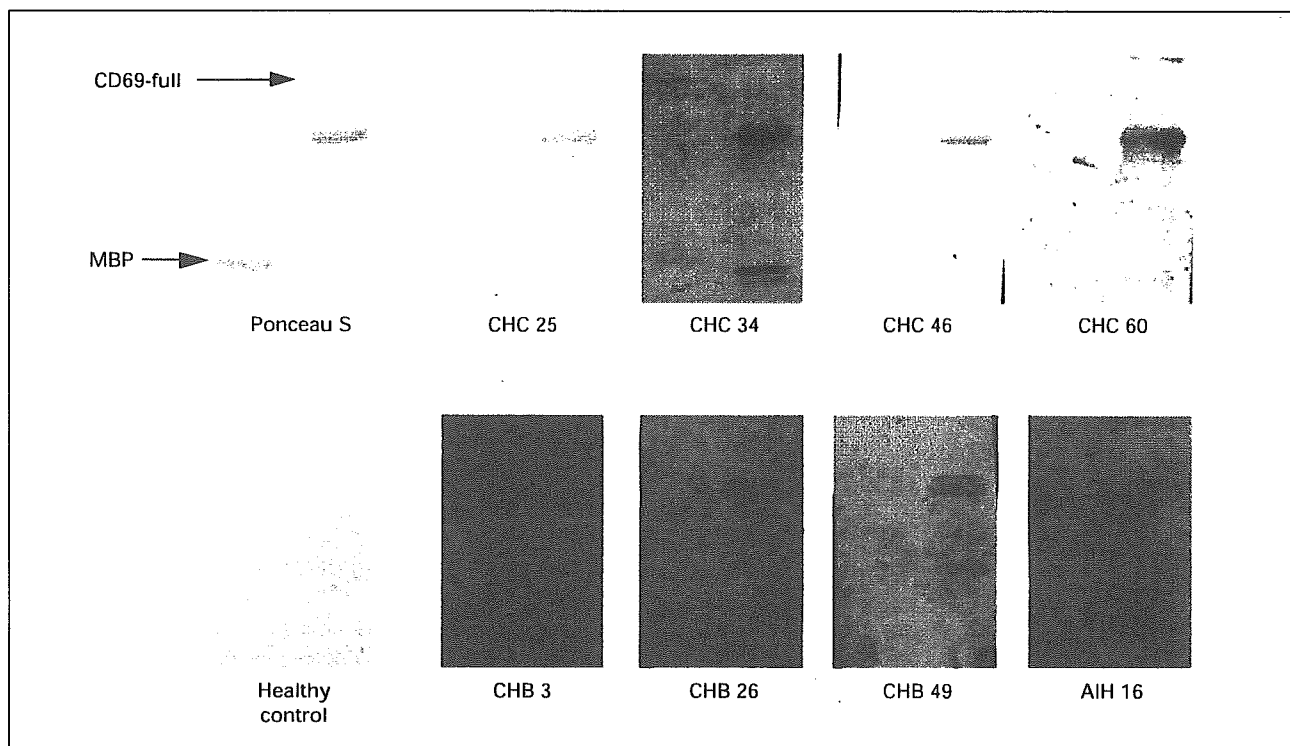 CD69-full
MBP
Ponceau S
CHC 25
CHC 34
CHC 46
CHC 60
Healthy
control
CHB 3
CHB 26
CHB 49
AIH 16